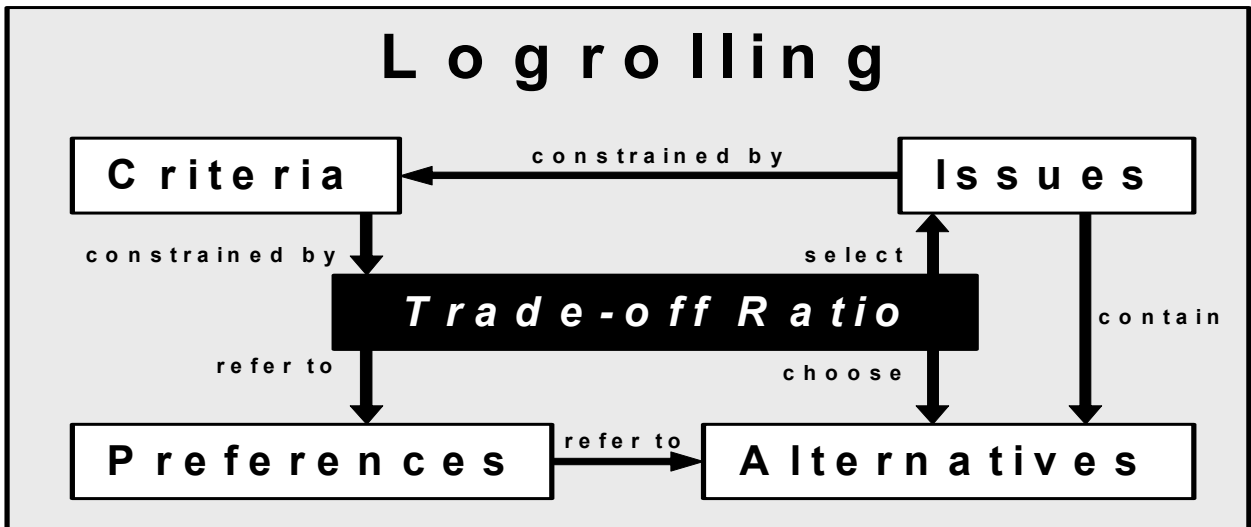 Logrolling
constrained by
Criteria
Issues
constrained by
select
Trade-off Ratio
contain
refer to
choose
refer to
Preferences
Alternatives